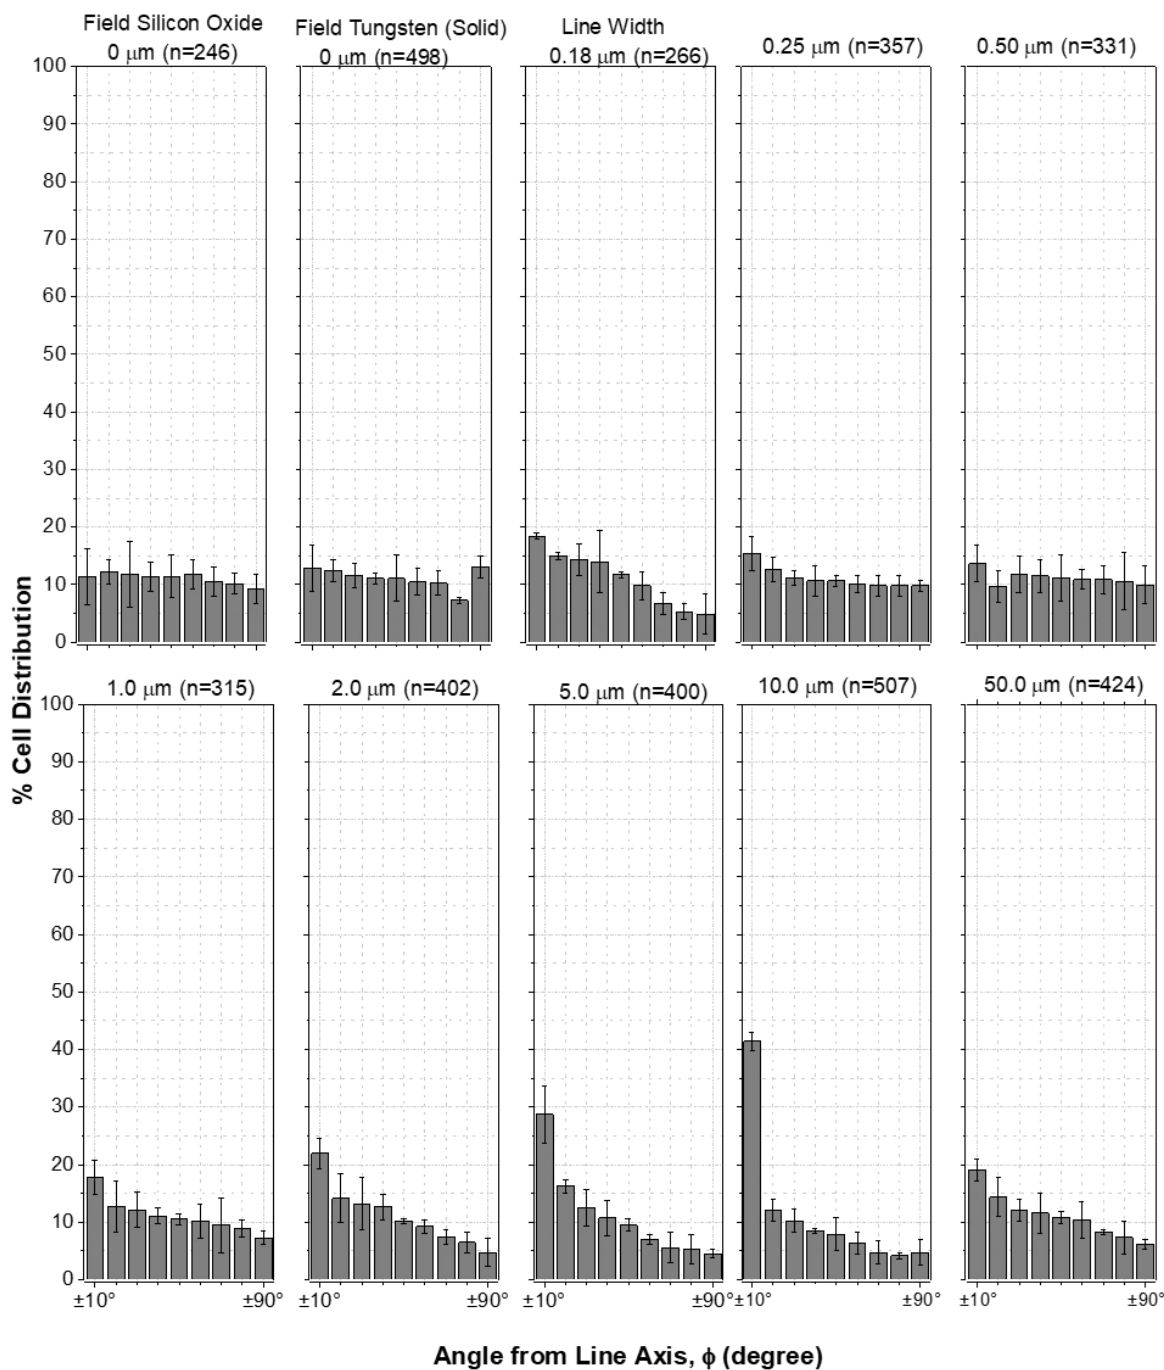 Field Silicon Oxide
0 μm (n=246)
Field Tungsten (Solid)
0 μm (n=498)
Line Width
0.18 μm (n=266)
0.25 μm (n=357)
0.50 μm (n=331)
100
90
80
70
60
50
40
30
20
10
0
% Cell Distribution
1.0 μm (n=315)
2.0 μm (n=402)
5.0 μm (n=400)
10.0 μm (n=507)
50.0 μm (n=424)
100
90
80
70
60
50
40
30
20
10
0
±10° ±90° ±10° ±90° ±10° ±90° ±10° ±90° ±10° ±90°
Angle from Line Axis, ϕ (degree)